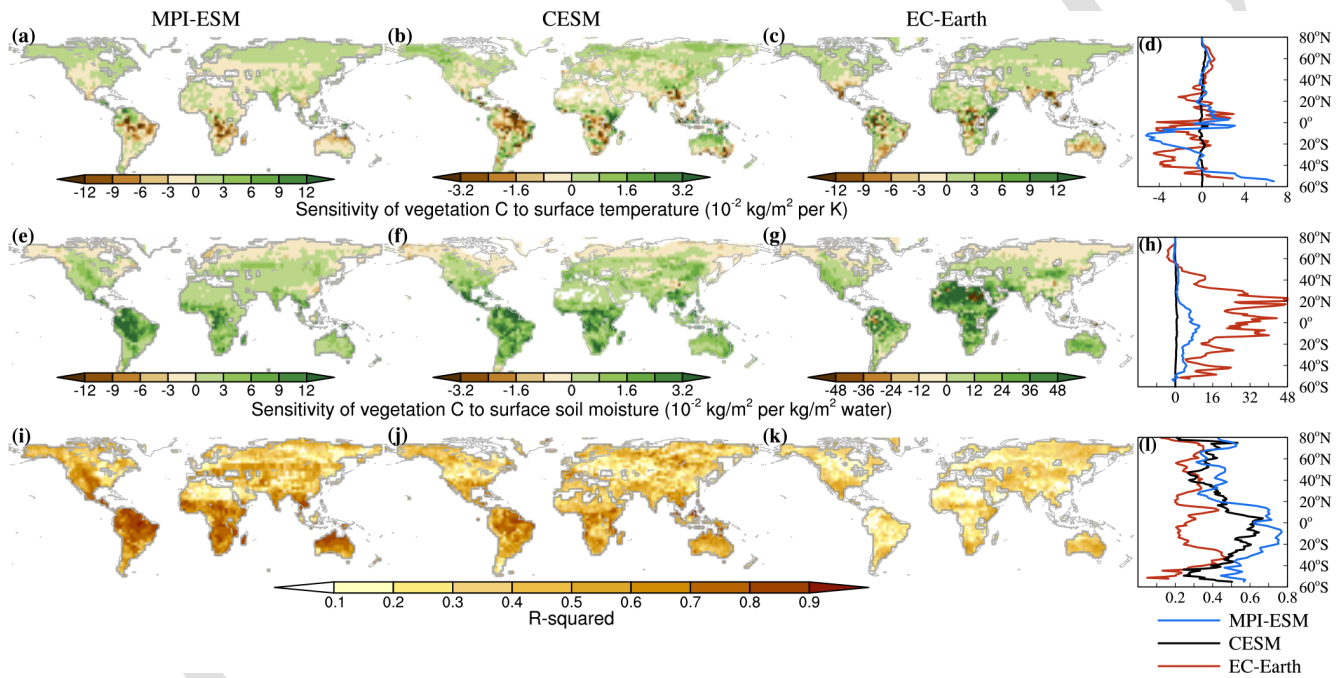 MPI-ESM CESM EC-Earth
(a) (b) (c) (d) 80°N
60°N
40°N
20°N
0°
20°S
40°S
60°S
-12 -9 -6 -3 0 3 6 9 12
-3.2 -1.6 0 1.6 3.2
-12 -9 -6 -3 0 3 6 9 12
-4 0 4 8
Sensitivity of vegetation C to surface temperature (10⁻² kg/m² per K)
(e) (f) (g) (h) 80°N
60°N
40°N
20°N
0°
20°S
40°S
60°S
-12 -9 -6 -3 0 3 6 9 12
-3.2 -1.6 0 1.6 3.2
-48 -36 -24 -12 0 12 24 36 48
0 16 32 48
Sensitivity of vegetation C to surface soil moisture (10⁻² kg/m² per kg/m² water)
(i) (j) (k) (l) 80°N
60°N
40°N
20°N
0°
20°S
40°S
60°S
0.1 0.2 0.3 0.4 0.5 0.6 0.7 0.8 0.9
R-squared
0.2 0.4 0.6 0.8
MPI-ESM
CESM
EC-Earth